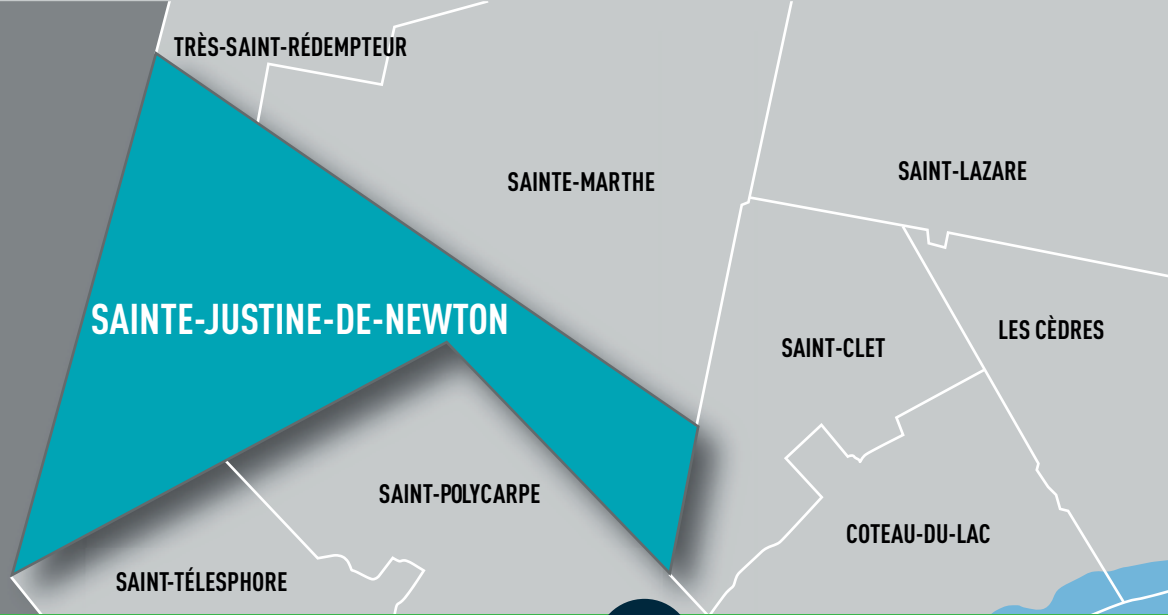 TRÈS-SAINT-RÉDEMPTEUR
SAINTE-MARTHE
SAINT-LAZARE
SAINTE-JUSTINE-DE-NEWTON
SAINT-CLET
LES CÈDRES
SAINT-POLYCARPE
COTEAU-DU-LAC
SAINT-TÉLESPHORE